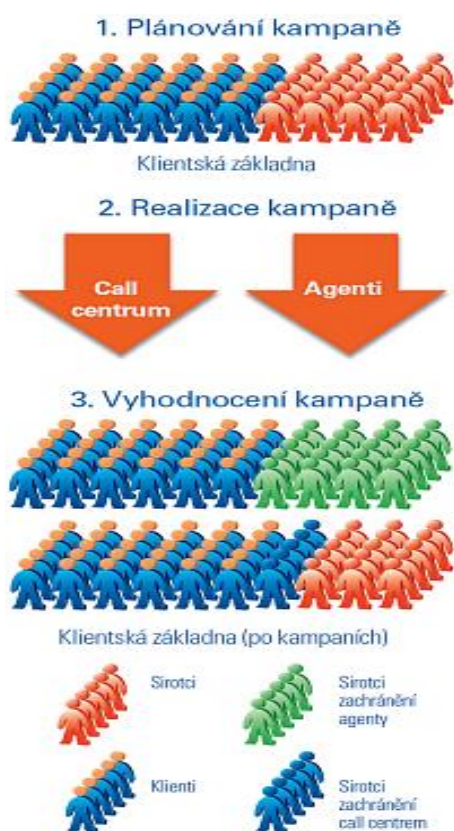 1. Plánování kampaně
Klientská základna
2. Realizace kampaně
Call
centrum
Agenti
3. Vyhodnocení kampaně
Klientská základna (po kampaních)
Sirotci
Sirotci
zachránění
agenty
Klienti
Sirotci
zachránění
call centrem